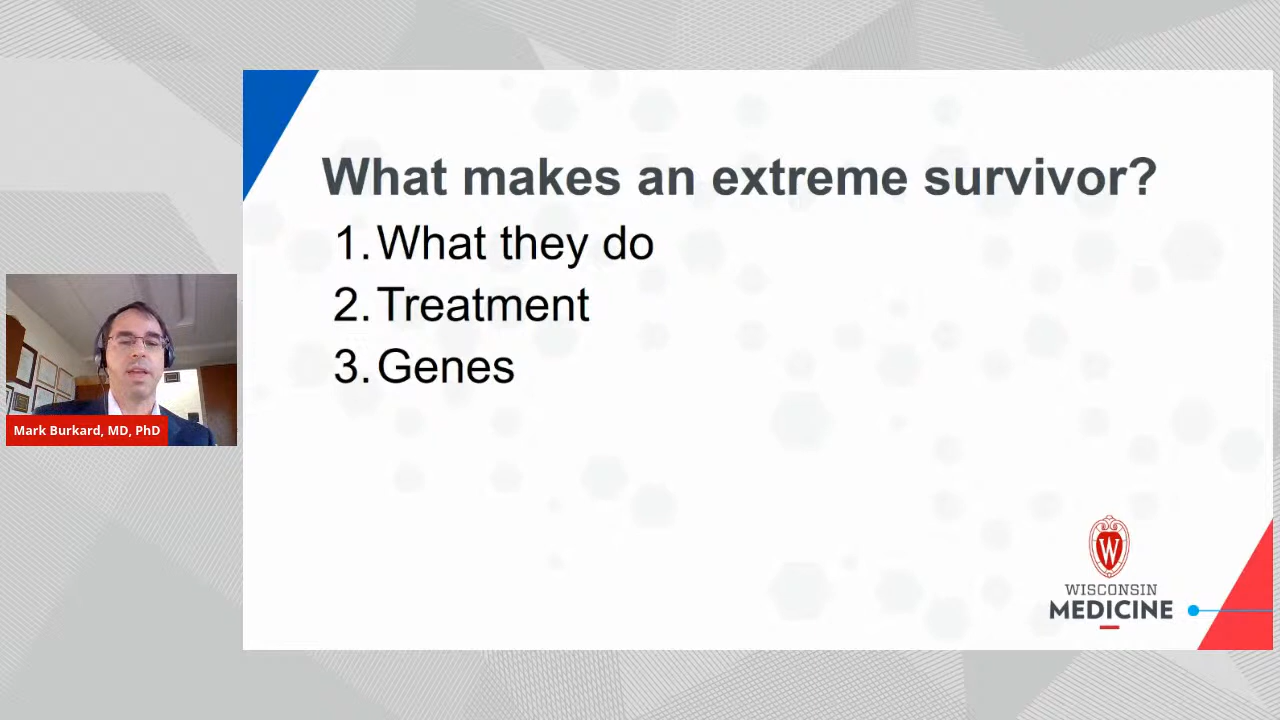 What makes an extreme survivor?
1. What they do
2. Treatment
3. Genes
Mark Burkard, MD, PhD
W
WISCONSIN
MEDICINE